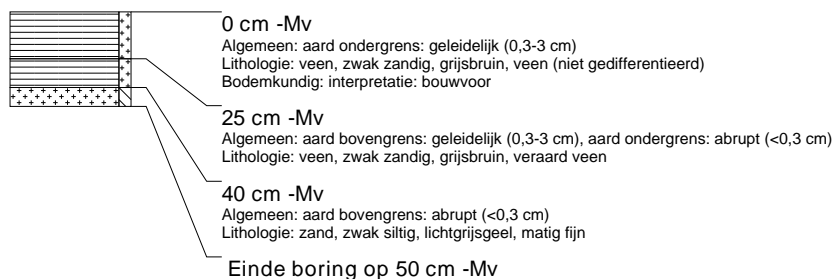 0 cm -Mv
Algemeen: aard ondergrens: geleidelijk (0,3-3 cm)
Lithologie: veen, zwak zandig, grijsbruin, veen (niet gedifferentieerd)
Bodemkundig: interpretatie: bouwvoor
25 cm -Mv
Algemeen: aard bovengrens: geleidelijk (0,3-3 cm), aard ondergrens: abrupt (<0,3 cm)
Lithologie: veen, zwak zandig, grijsbruin, veraard veen
40 cm -Mv
Algemeen: aard bovengrens: abrupt (<0,3 cm)
Lithologie: zand, zwak siltig, lichtgrijsgeel, matig fijn
Einde boring op 50 cm -Mv